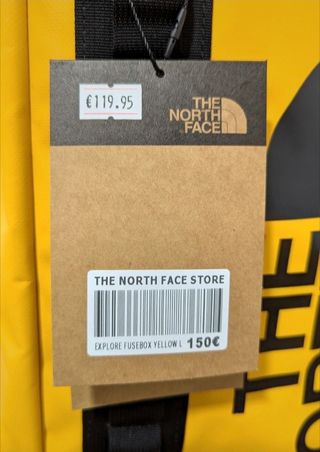 €119.95
THE
NORTH
FACE
THE NORTH FACE STORE
EXPLORE FUSEBOX YELLOW L 150€
THE